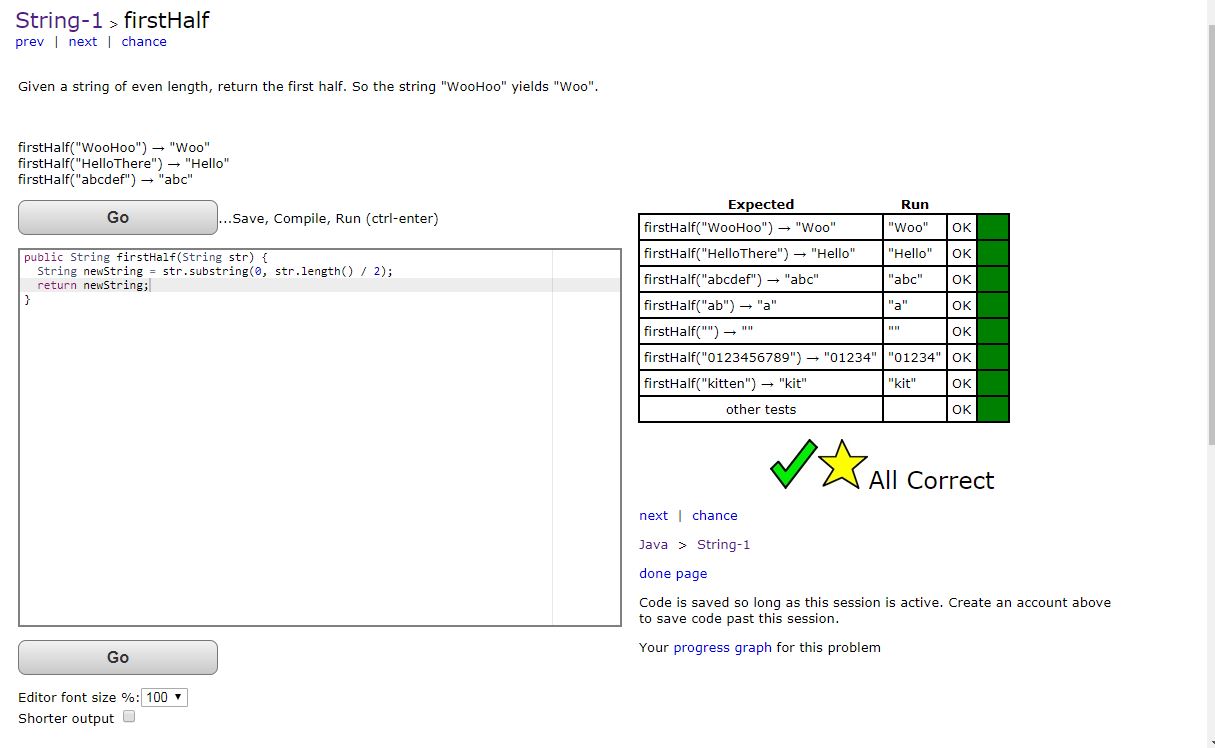 String-1 > firstHalf
prev | next | chance
Given a string of even length, return the first half. So the string "WooHoo" yields "Woo".
firstHalf("WooHoo") → "Woo"
firstHalf("HelloThere") → "Hello"
firstHalf("abcdef") → "abc"
Go ...Save, Compile, Run (ctrl-enter)
public String firstHalf(String str) {
  String newString = str.substring(0, str.length() / 2);
  return newString;
}
Go
Editor font size %: 100 ▼
Shorter output
Expected Run
firstHalf("WooHoo") → "Woo" "Woo" OK
firstHalf("HelloThere") → "Hello" "Hello" OK
firstHalf("abcdef") → "abc" "abc" OK
firstHalf("ab") → "a" "a" OK
firstHalf("") → "" "" OK
firstHalf("0123456789") → "01234" "01234" OK
firstHalf("kitten") → "kit" "kit" OK
other tests OK
All Correct
next | chance
Java > String-1
done page
Code is saved so long as this session is active. Create an account above
to save code past this session.
Your progress graph for this problem